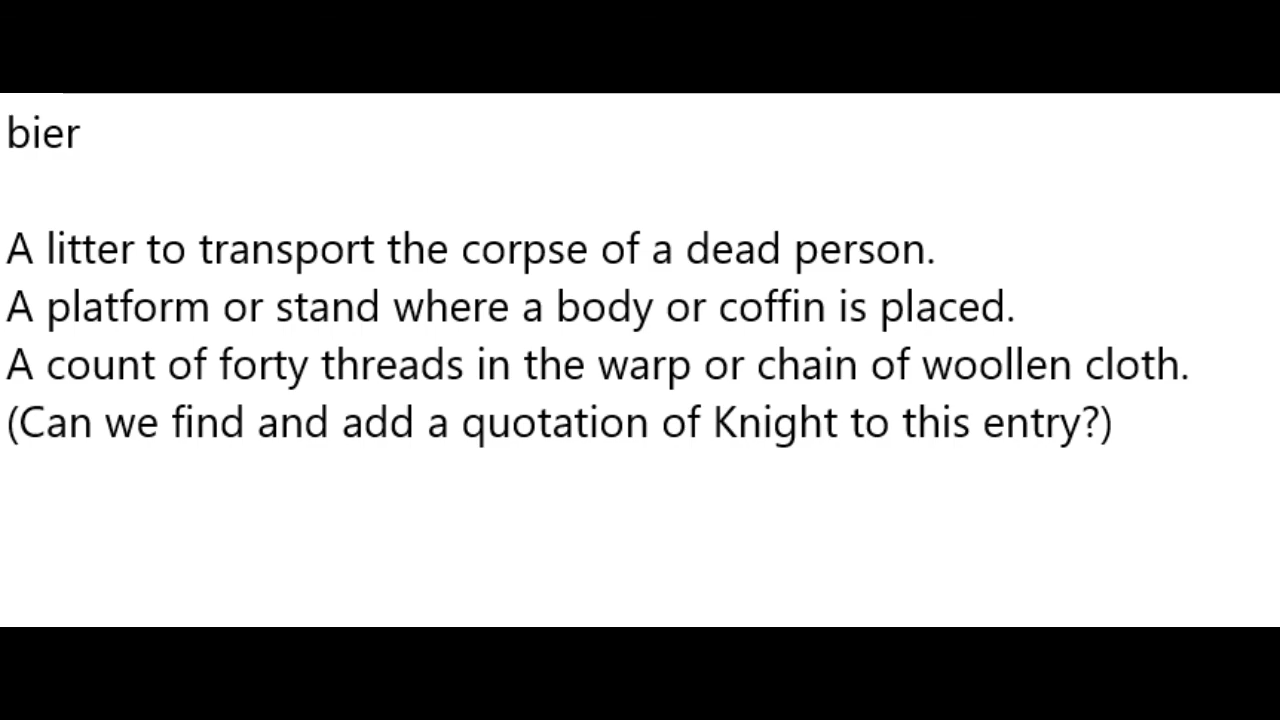 bier
A litter to transport the corpse of a dead person.
A platform or stand where a body or coffin is placed.
A count of forty threads in the warp or chain of woollen cloth.
(Can we find and add a quotation of Knight to this entry?)